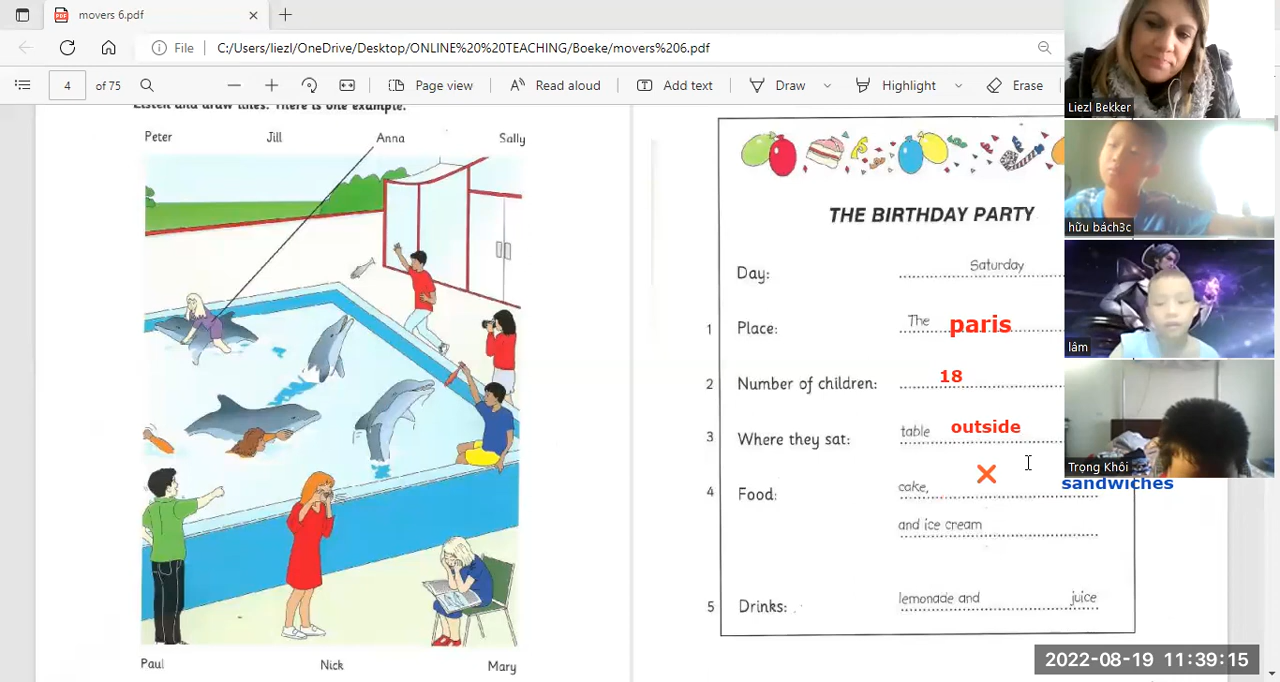 movers 6.pdf
File
C:/Users/liezl/OneDrive/Desktop/ONLINE%20%20TEACHING/Boeke/movers%206.pdf
4 of 75
Page view
Read aloud
Add text
Draw
Highlight
Erase
Listen and draw lines. There is one example.
Peter Jill Anna Sally
Paul Nick Mary
THE BIRTHDAY PARTY
Day: Saturday
1 Place: The paris
2 Number of children: 18
3 Where they sat: table outside
4 Food: cake, sandwiches
and ice cream
5 Drinks: lemonade and juice
Liezl Bekker
hữu bách3c
lâm
Trọng Khôi
2022-08-19 11:39:15